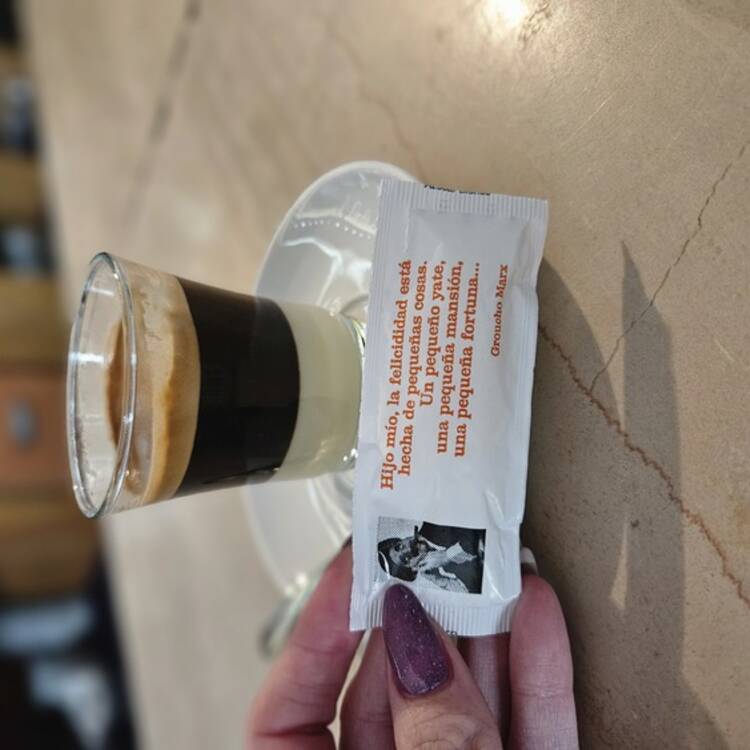 Hijo mío, la felicididad está
hecha de pequeñas cosas.
Un pequeño yate,
una pequeña mansión,
una pequeña fortuna...
Groucho Marx